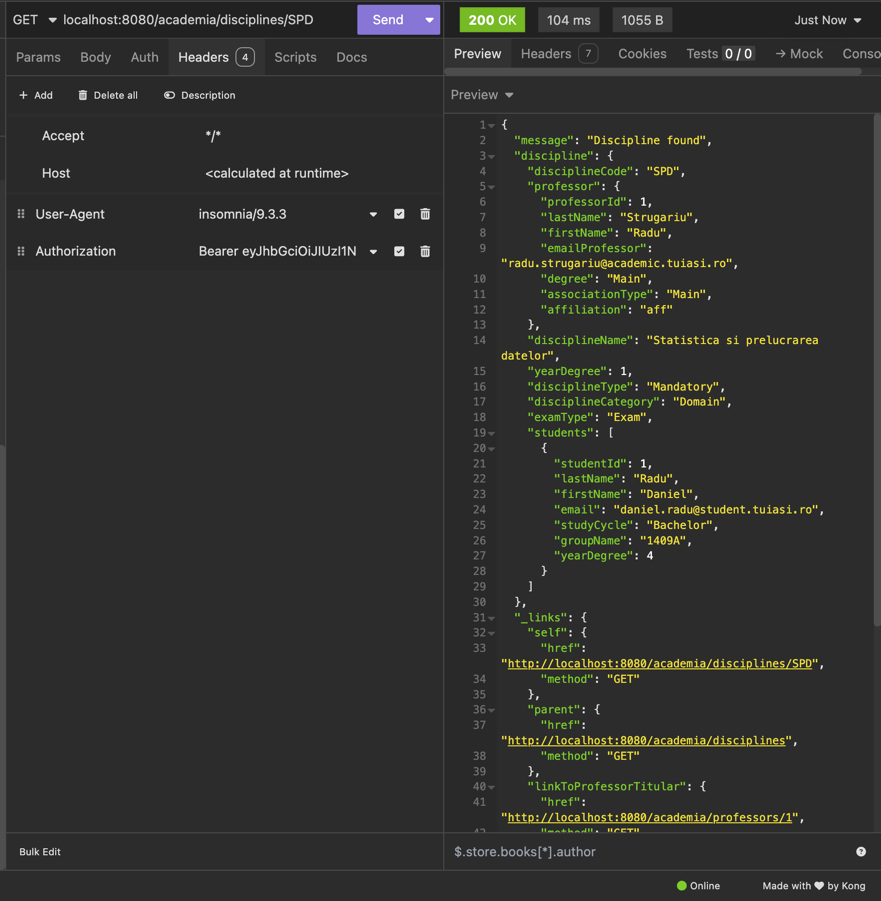 GET localhost:8080/academia/disciplines/SPD Send
200 OK 104 ms 1055 B Just Now
Params Body Auth Headers 4 Scripts Docs
Preview Headers 7 Cookies Tests 0 / 0 → Mock Conso
+ Add Delete all Description
Preview
Accept */*
Host <calculated at runtime>
User-Agent insomnia/9.3.3
Authorization Bearer eyJhbGciOiJIUzI1N
1 {
2 "message": "Discipline found",
3 "discipline": {
4 "disciplineCode": "SPD",
5 "professor": {
6 "professorId": 1,
7 "lastName": "Strugariu",
8 "firstName": "Radu",
9 "emailProfessor":
"radu.strugariu@academic.tuiasi.ro",
10 "degree": "Main",
11 "associationType": "Main",
12 "affiliation": "aff"
13 },
14 "disciplineName": "Statistica si prelucrarea
datelor",
15 "yearDegree": 1,
16 "disciplineType": "Mandatory",
17 "disciplineCategory": "Domain",
18 "examType": "Exam",
19 "students": [
20 {
21 "studentId": 1,
22 "lastName": "Radu",
23 "firstName": "Daniel",
24 "email": "daniel.radu@student.tuiasi.ro",
25 "studyCycle": "Bachelor",
26 "groupName": "1409A",
27 "yearDegree": 4
28 }
29 ]
30 },
31 "_links": {
32 "self": {
33 "href":
"http://localhost:8080/academia/disciplines/SPD",
34 "method": "GET"
35 },
36 "parent": {
37 "href":
"http://localhost:8080/academia/disciplines",
38 "method": "GET"
39 },
40 "linkToProfessorTitular": {
41 "href":
"http://localhost:8080/academia/professors/1",
42 "method": "GET"
Bulk Edit
$.store.books[*].author
Online Made with ♥ by Kong